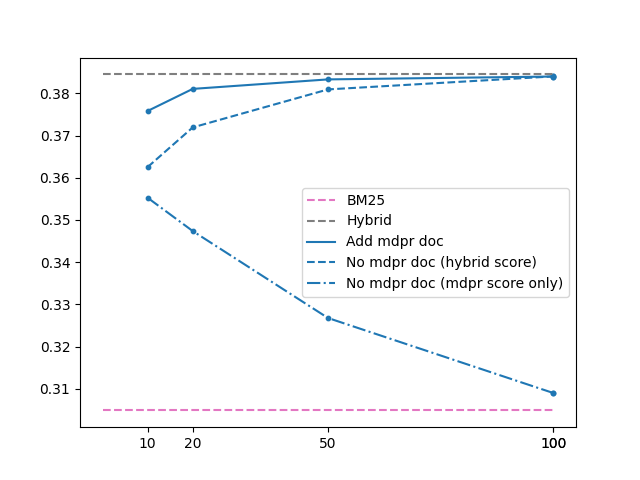 0.38
0.37
0.36
0.35
0.34
0.33
0.32
0.31
BM25
Hybrid
Add mdpr doc
No mdpr doc (hybrid score)
No mdpr doc (mdpr score only)
10 20 50 100